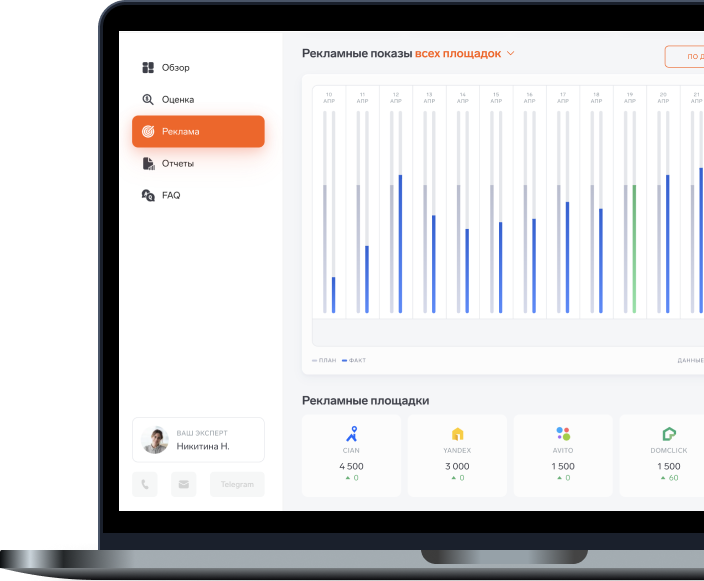 Обзор
Оценка
Реклама
Отчеты
FAQ
ВАШ ЭКСПЕРТ
Никитина Н.
Telegram
Рекламные показы всех площадок
ПО Д
10 АПР
11 АПР
12 АПР
13 АПР
14 АПР
15 АПР
16 АПР
17 АПР
18 АПР
19 АПР
20 АПР
21 АПР
ПЛАН ФАКТ
ДАННЫЕ
Рекламные площадки
CIAN
4 500
0
YANDEX
3 000
0
AVITO
1 500
0
DOMCLICK
1 500
60